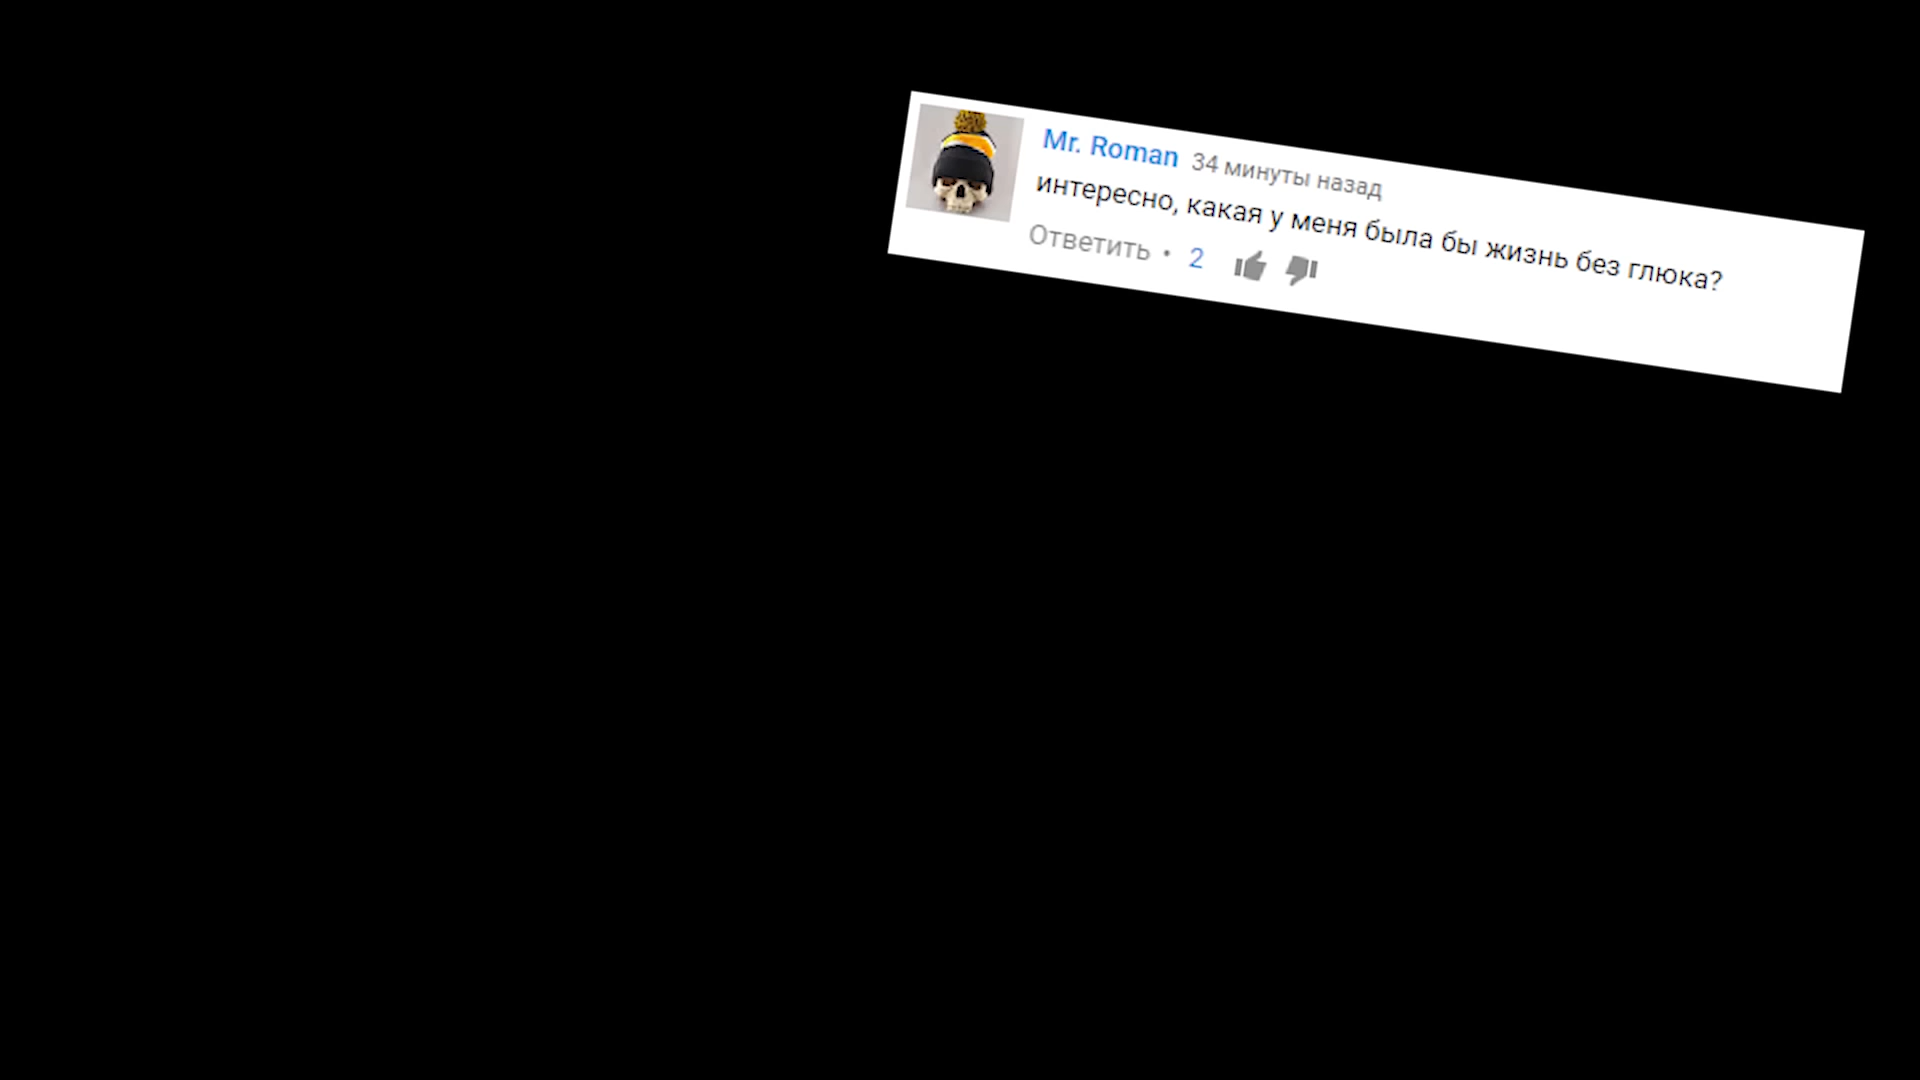 Mr. Roman 34 минуты назад
интересно, какая у меня была бы жизнь без глюка?
Ответить • 2